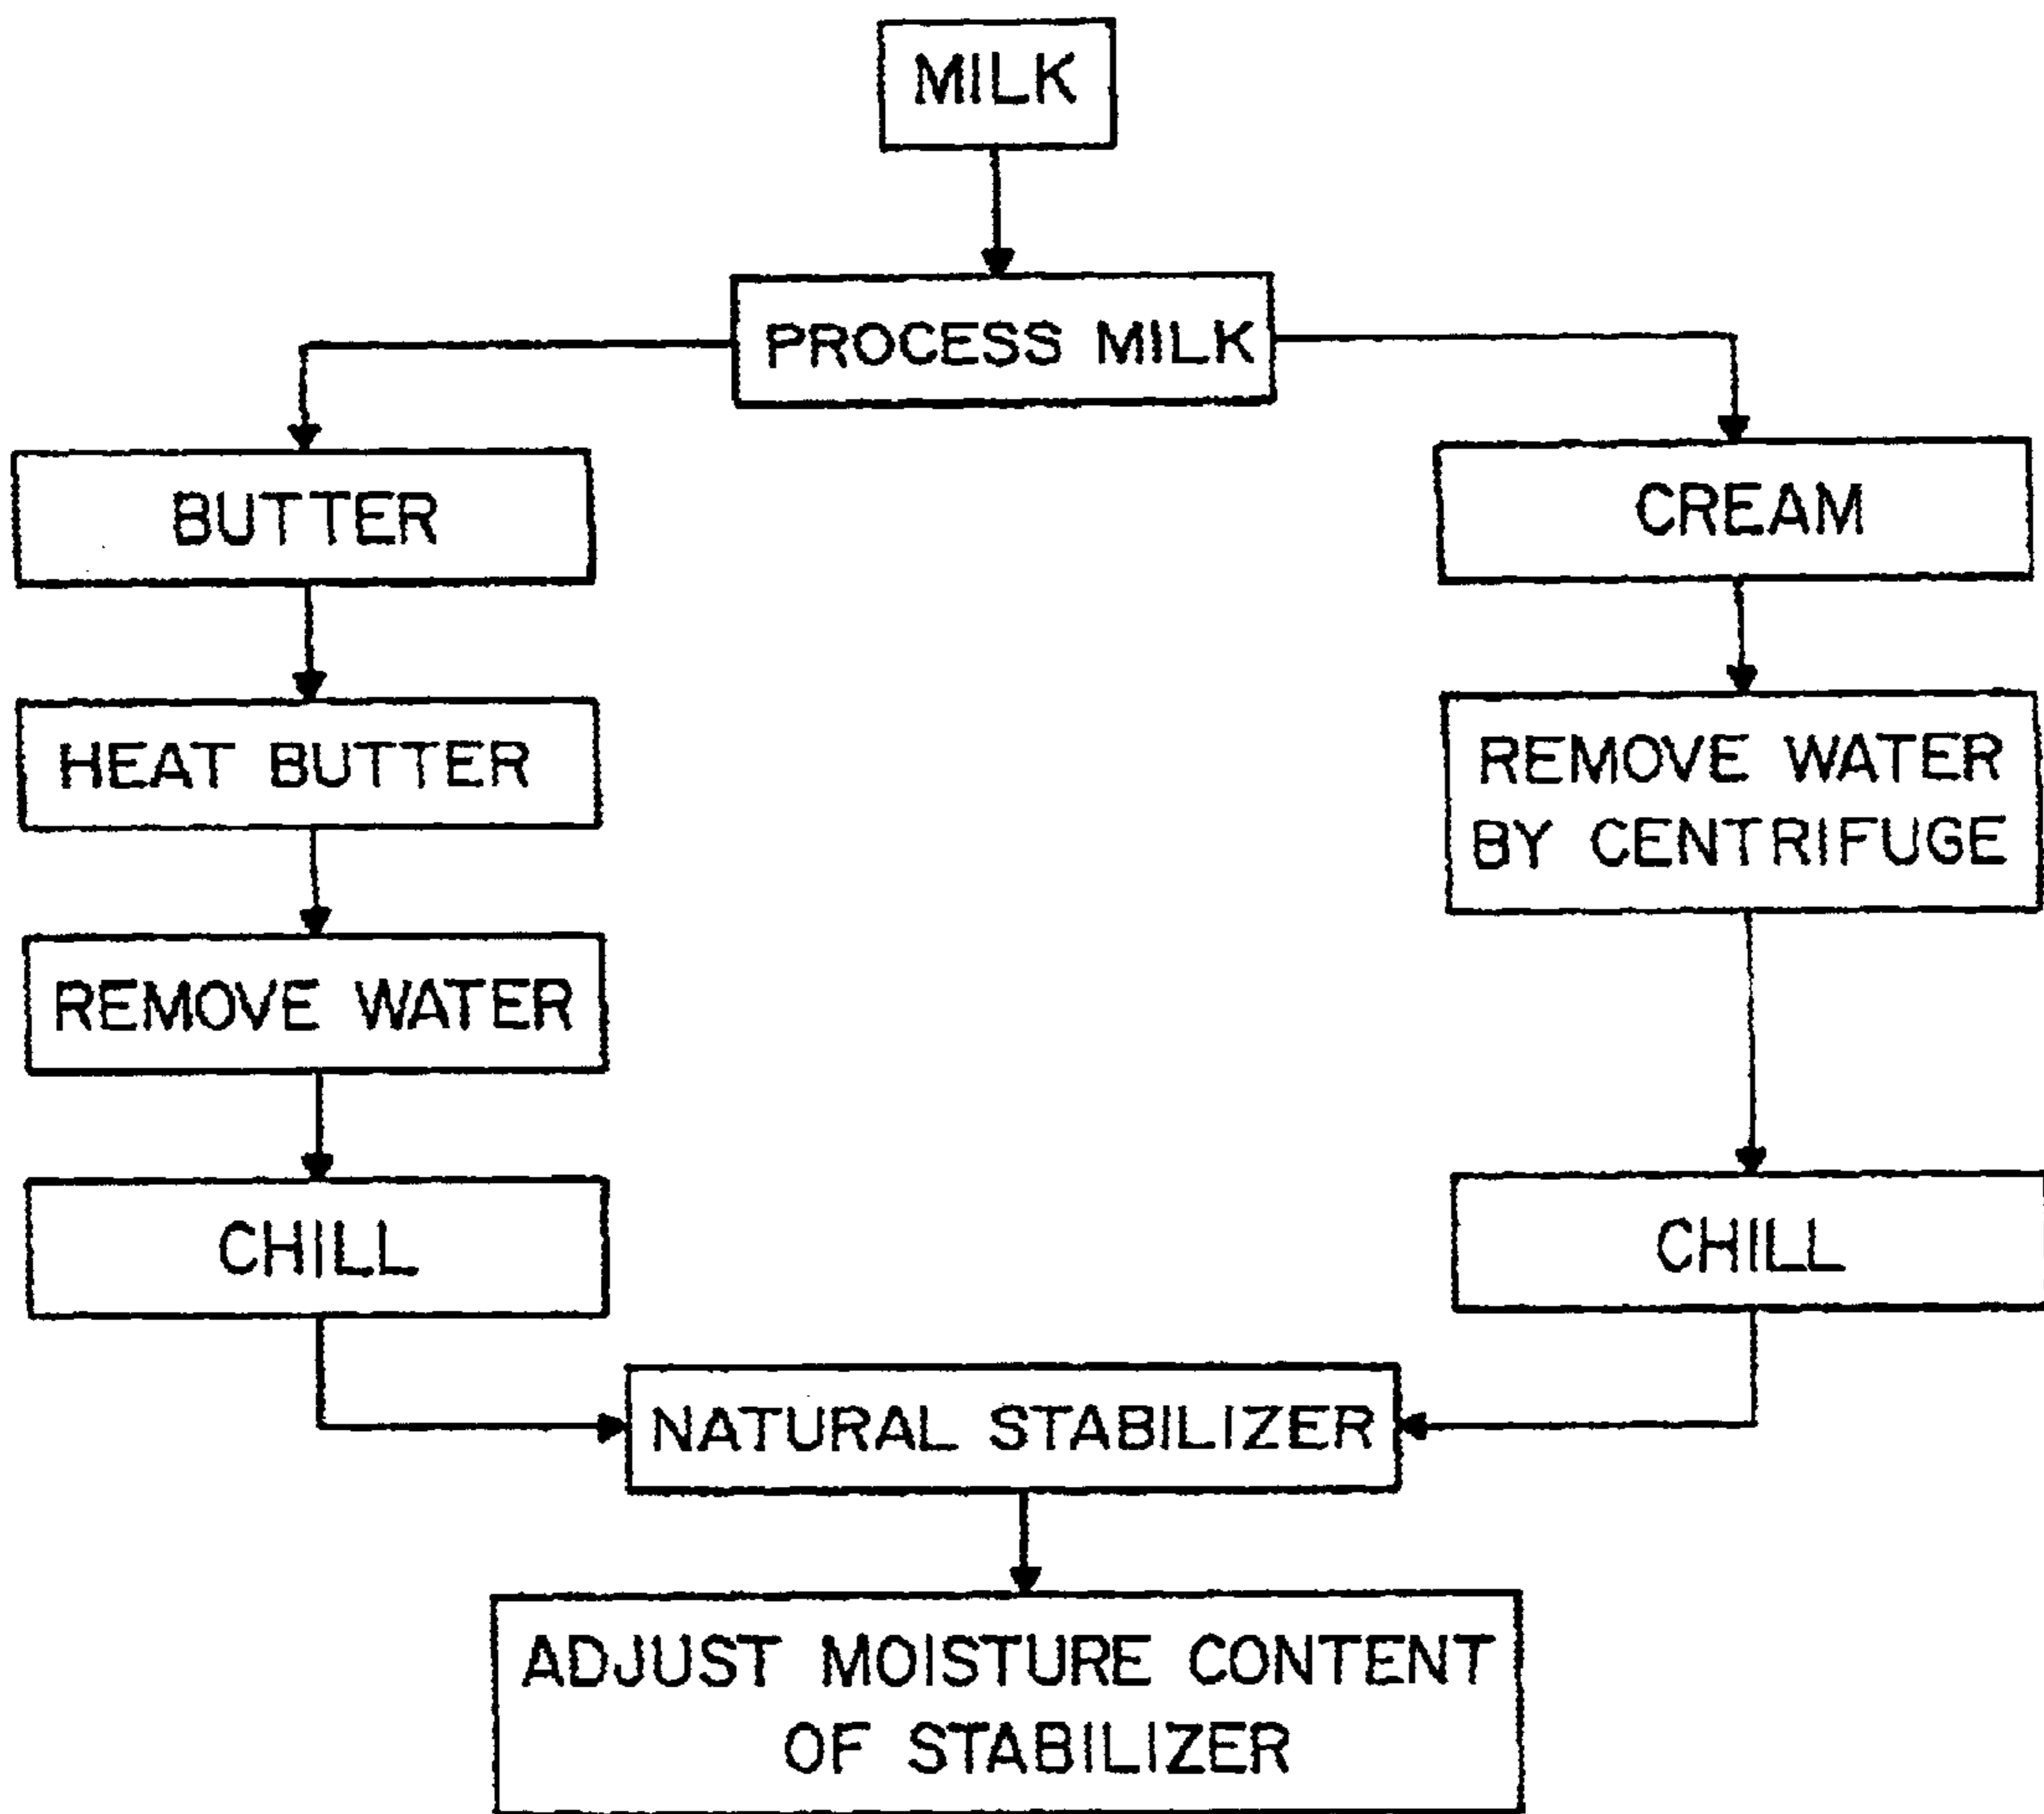 MILK
PROCESS MILK
BUTTER
CREAM
HEAT BUTTER
REMOVE WATER
BY CENTRIFUGE
REMOVE WATER
CHILL
CHILL
NATURAL STABILIZER
ADJUST MOISTURE CONTENT
OF STABILIZER